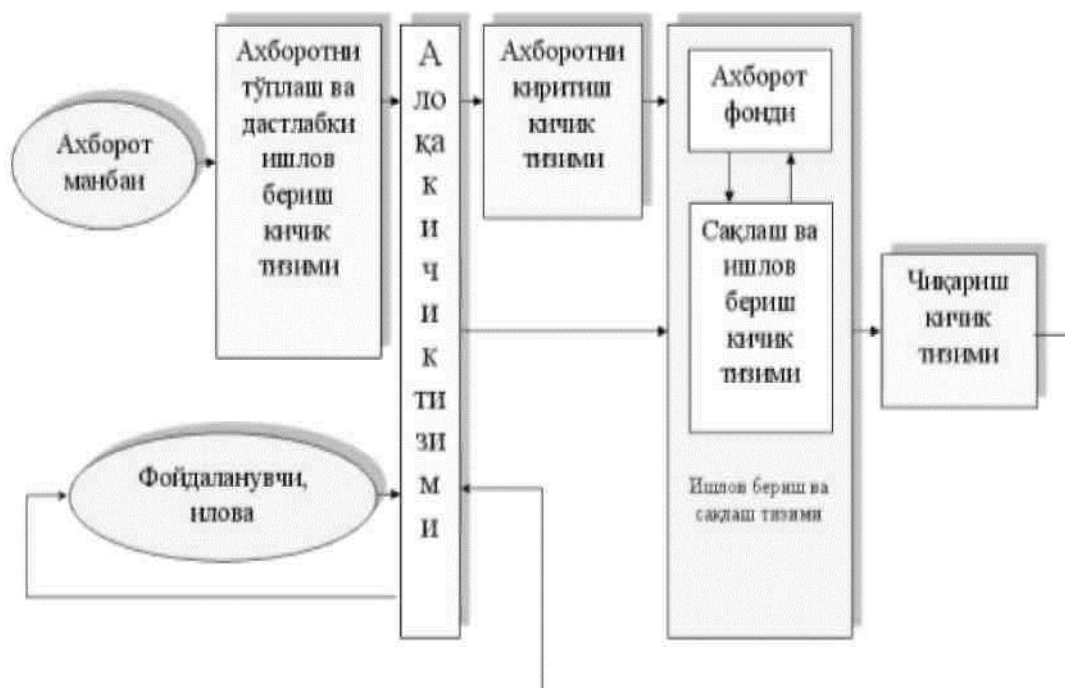 Ахборот
манбаи
Ахборотни
тўплаш ва
дастлабки
ишлов
бериш
кичик
тизими
А
ло
қа
к
и
ч
и
к
ти
зи
м
и
Ахборотни
киритиш
кичик
тизими
Ахборот
фонди
Сақлаш ва
ишлов
бериш
кичик
тизими
Ишлов бериш ва
сақлаш тизими
Чиқариш
кичик
тизими
Фойдаланувчи,
илова